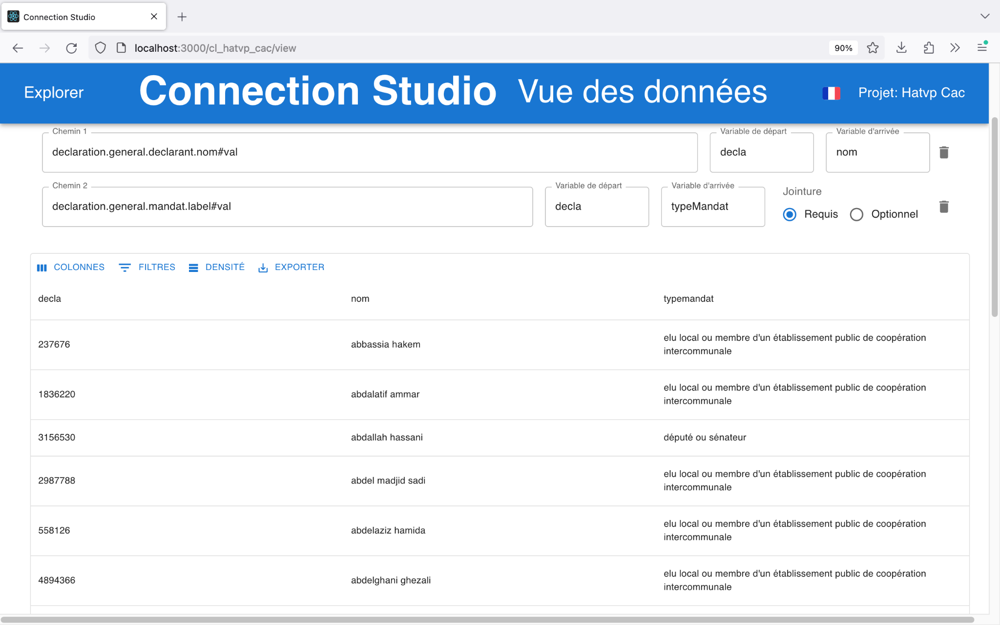 Connection Studio
localhost:3000/cl_hatvp_cac/view
90%
Explorer
Connection Studio Vue des données
Projet: Hatvp Cac
Chemin 1
Variable de départ
Variable d'arrivée
declaration.general.declarant.nom#val
decla
nom
Chemin 2
Variable de départ
Variable d'arrivée
Jointure
declaration.general.mandat.label#val
decla
typeMandat
Requis
Optionnel
COLONNES
FILTRES
DENSITÉ
EXPORTER
decla
nom
typemandat
237676
abbassia hakem
elu local ou membre d'un établissement public de coopération
intercommunale
1836220
abdalatif ammar
elu local ou membre d'un établissement public de coopération
intercommunale
3156530
abdallah hassani
député ou sénateur
2987788
abdel madjid sadi
elu local ou membre d'un établissement public de coopération
intercommunale
558126
abdelaziz hamida
elu local ou membre d'un établissement public de coopération
intercommunale
4894366
abdelghani ghezali
elu local ou membre d'un établissement public de coopération
intercommunale